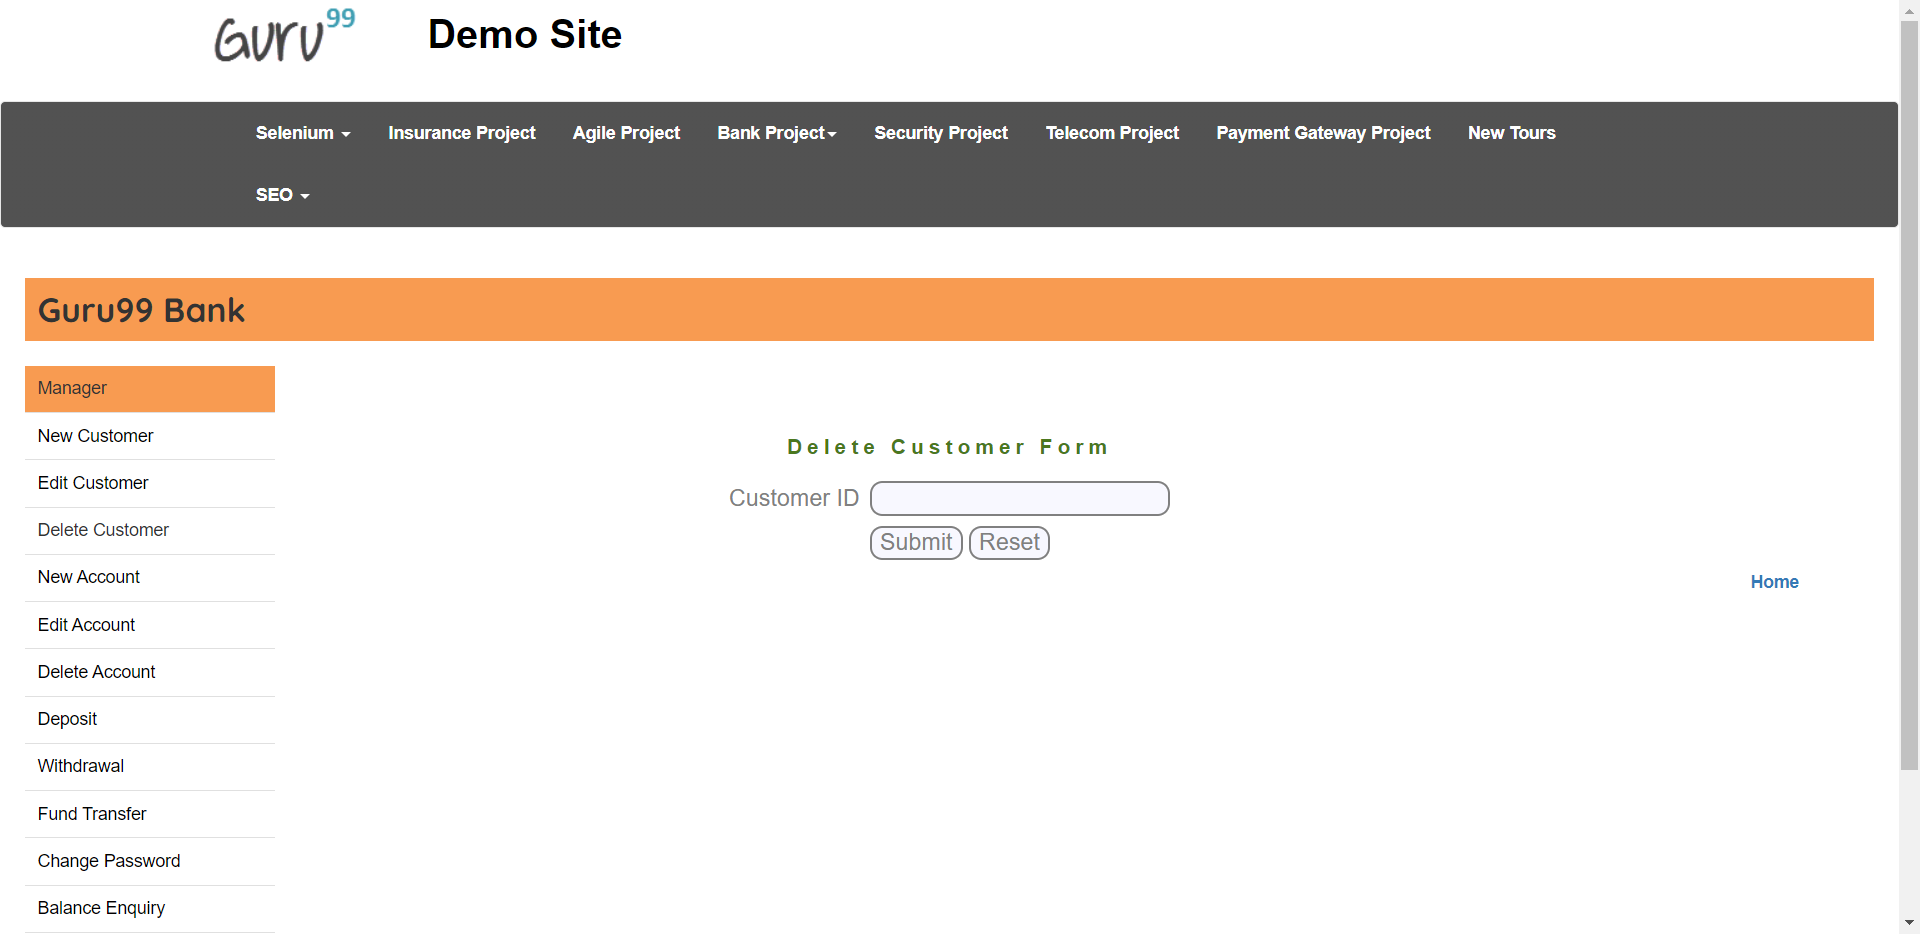 Guru99
Demo Site
Selenium Insurance Project Agile Project Bank Project Security Project Telecom Project Payment Gateway Project New Tours
SEO
Guru99 Bank
Manager
New Customer
Edit Customer
Delete Customer
New Account
Edit Account
Delete Account
Deposit
Withdrawal
Fund Transfer
Change Password
Balance Enquiry
Delete Customer Form
Customer ID
Submit Reset
Home